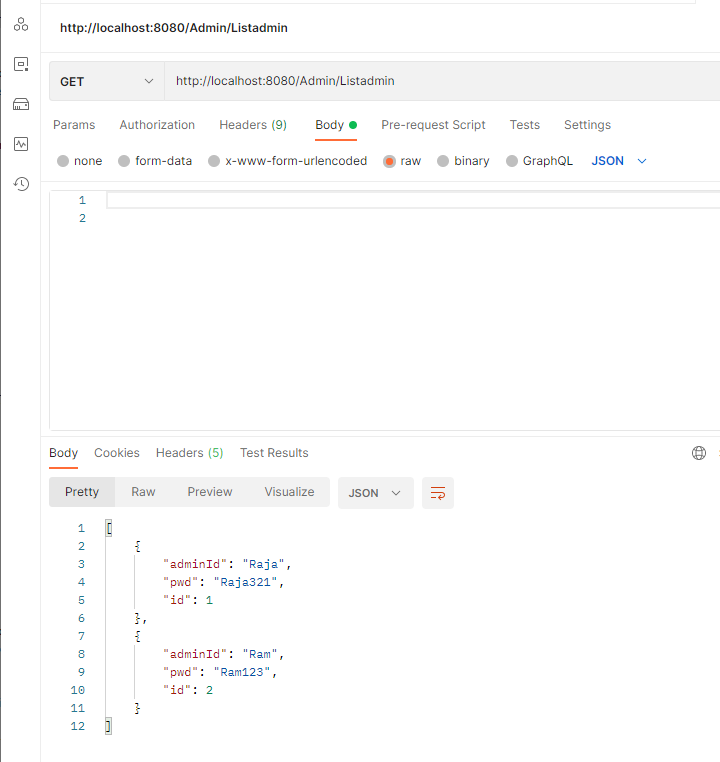 http://localhost:8080/Admin/Listadmin
GET http://localhost:8080/Admin/Listadmin
Params Authorization Headers (9) Body Pre-request Script Tests Settings
none form-data x-www-form-urlencoded raw binary GraphQL JSON
1
2
Body Cookies Headers (5) Test Results
Pretty Raw Preview Visualize JSON
1 [
2 {
3 "adminId": "Raja",
4 "pwd": "Raja321",
5 "id": 1
6 },
7 {
8 "adminId": "Ram",
9 "pwd": "Ram123",
10 "id": 2
11 }
12 ]